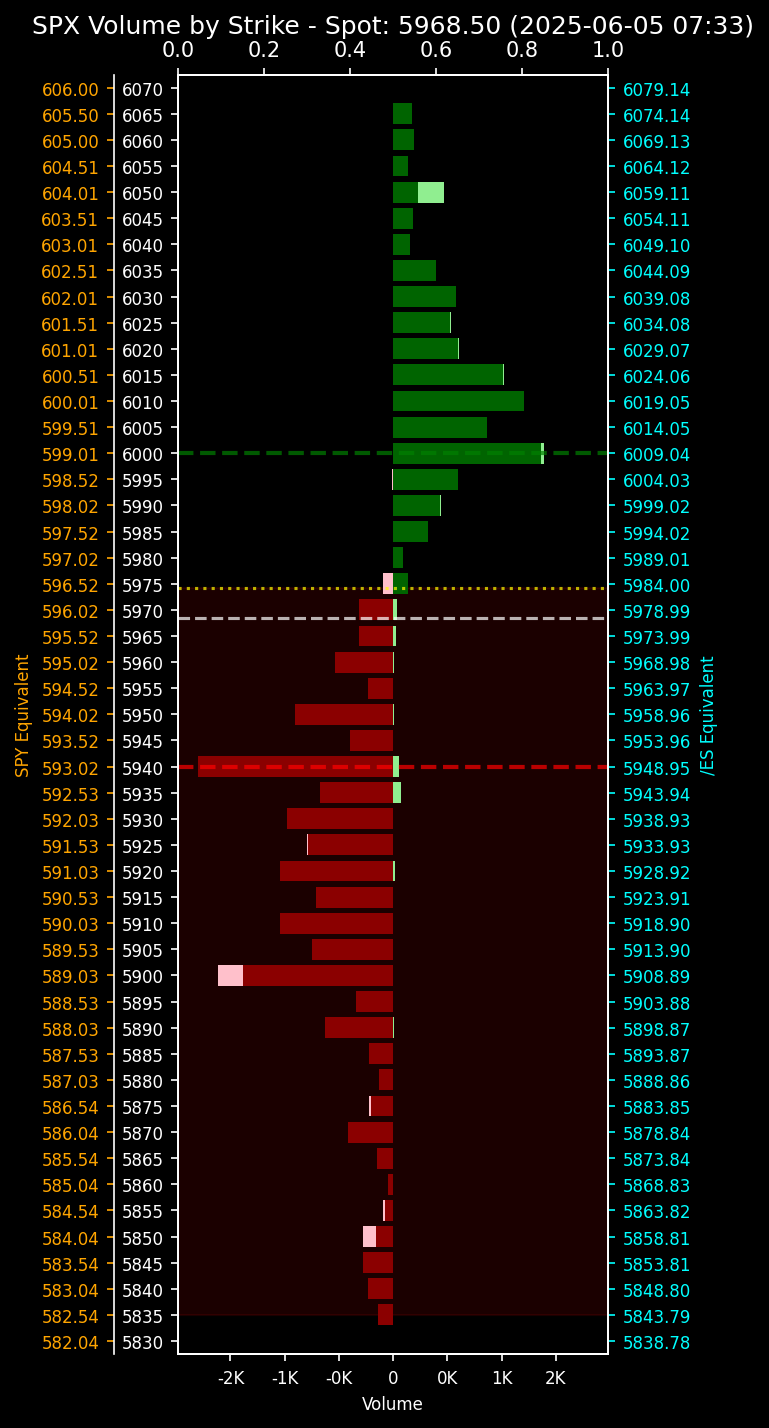 SPX Volume by Strike - Spot: 5968.50 (2025-06-05 07:33)
0.0 0.2 0.4 0.6 0.8 1.0
606.00 6070 6079.14
605.50 6065 6074.14
605.00 6060 6069.13
604.51 6055 6064.12
604.01 6050 6059.11
603.51 6045 6054.11
603.01 6040 6049.10
602.51 6035 6044.09
602.01 6030 6039.08
601.51 6025 6034.08
601.01 6020 6029.07
600.51 6015 6024.06
600.01 6010 6019.05
599.51 6005 6014.05
599.01 6000 6009.04
598.52 5995 6004.03
598.02 5990 5999.02
597.52 5985 5994.02
597.02 5980 5989.01
596.52 5975 5984.00
596.02 5970 5978.99
595.52 5965 5973.99
595.02 5960 5968.98
594.52 5955 5963.97
594.02 5950 5958.96
593.52 5945 5953.96
593.02 5940 5948.95
592.53 5935 5943.94
592.03 5930 5938.93
591.53 5925 5933.93
591.03 5920 5928.92
590.53 5915 5923.91
590.03 5910 5918.90
589.53 5905 5913.90
589.03 5900 5908.89
588.53 5895 5903.88
588.03 5890 5898.87
587.53 5885 5893.87
587.03 5880 5888.86
586.54 5875 5883.85
586.04 5870 5878.84
585.54 5865 5873.84
585.04 5860 5868.83
584.54 5855 5863.82
584.04 5850 5858.81
583.54 5845 5853.81
583.04 5840 5848.80
582.54 5835 5843.79
582.04 5830 5838.78
SPY Equivalent
/ES Equivalent
-2K -1K -0K 0 0K 1K 2K
Volume